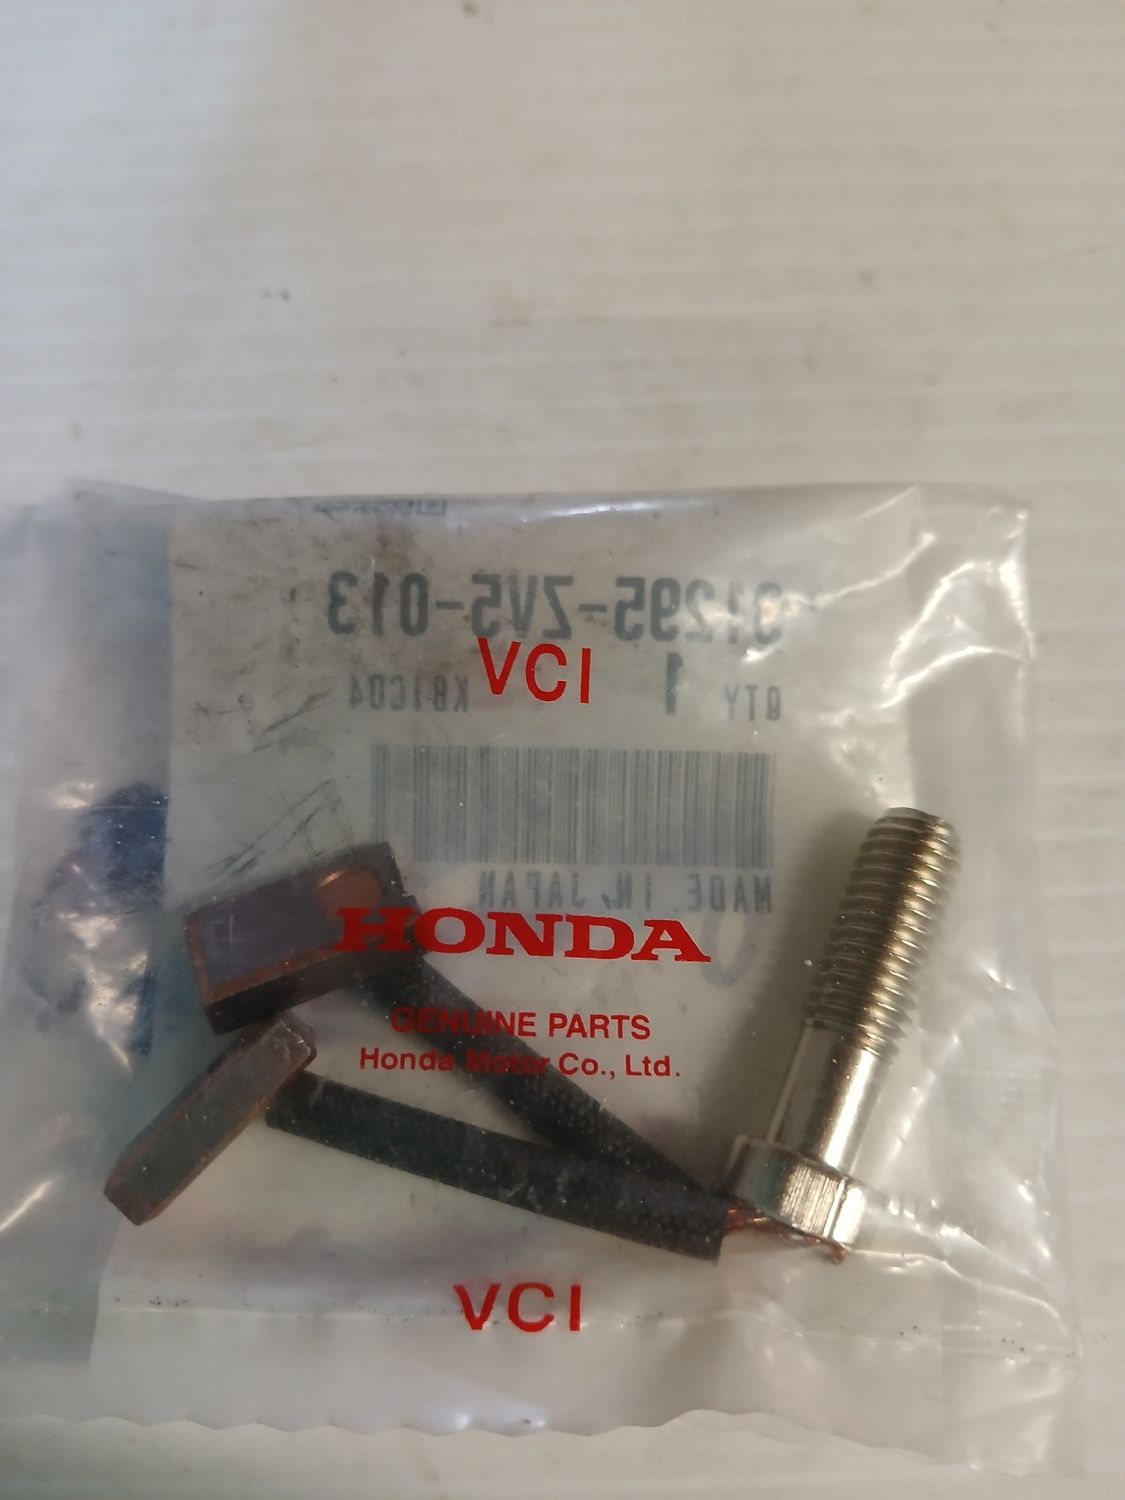 31295-ZV5-013
VCI
QTY 1 KB1C04
MADE IN JAPAN
HONDA
GENUINE PARTS
Honda Motor Co., Ltd.
VCI